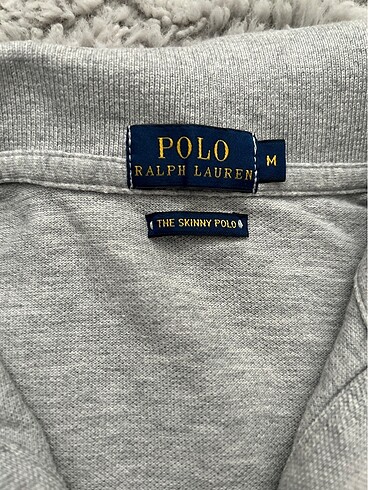 POLO
RALPH LAUREN
M
THE SKINNY POLO